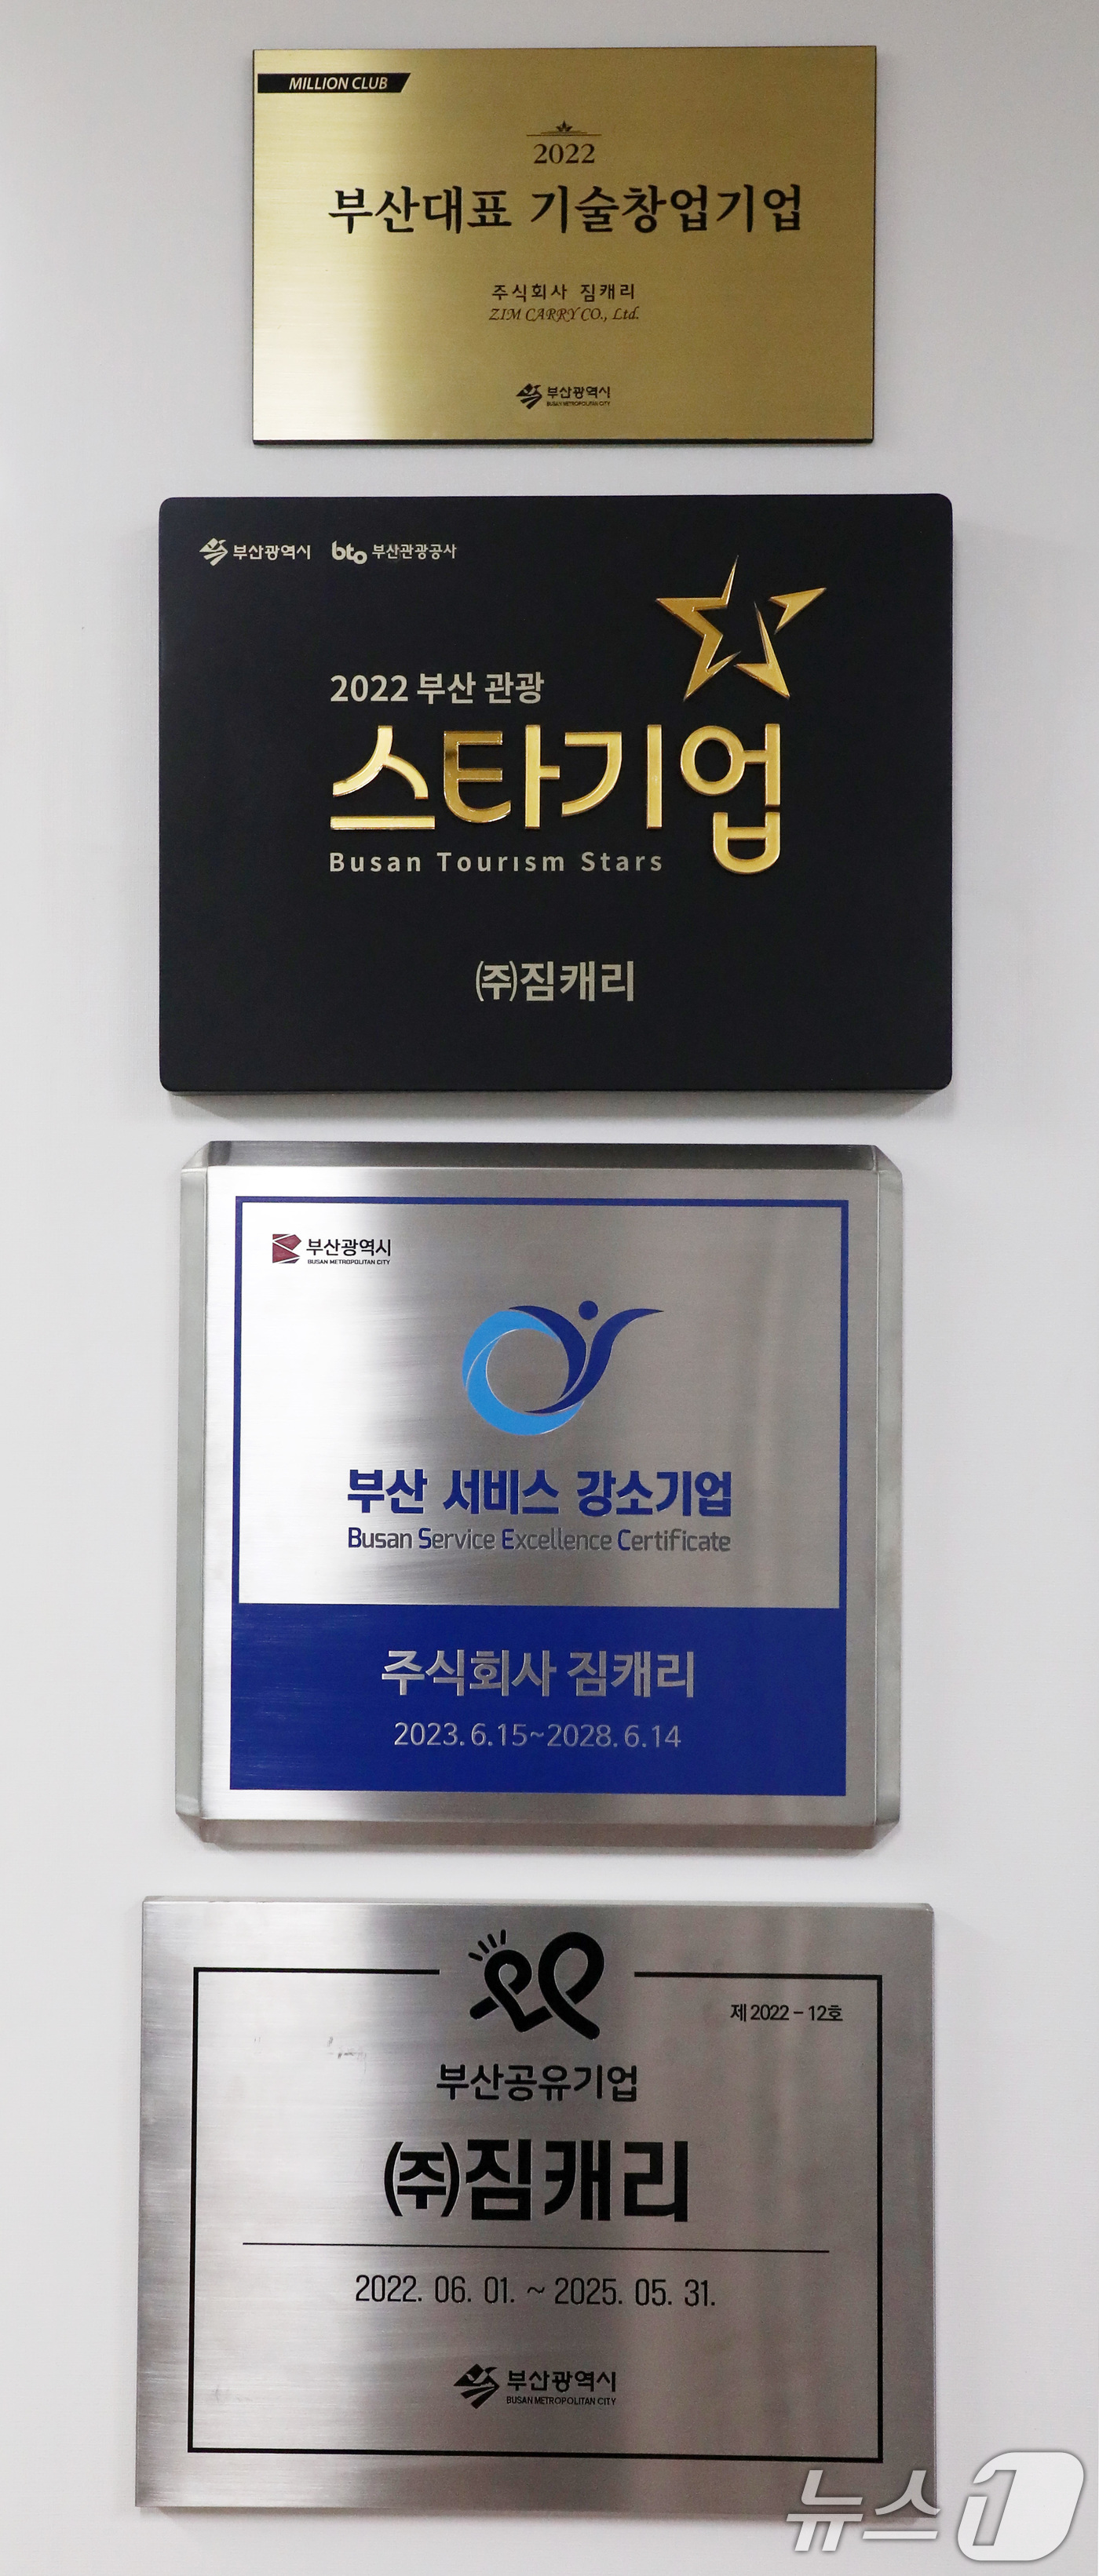 MILLION CLUB
2022
부산대표 기술창업기업
주식회사 짐캐리
ZIM CARRY CO., Ltd.
부산광역시
BUSAN METROPOLITAN CITY
부산광역시 bto 부산관광공사
2022 부산 관광
스타기업
Busan Tourism Stars
㈜짐캐리
부산광역시
BUSAN METROPOLITAN CITY
부산 서비스 강소기업
Busan Service Excellence Certificate
주식회사 짐캐리
2023.6.15~2028.6.14
제2022-12호
부산공유기업
㈜짐캐리
2022. 06. 01. ~ 2025. 05. 31.
부산광역시
BUSAN METROPOLITAN CITY
뉴스1